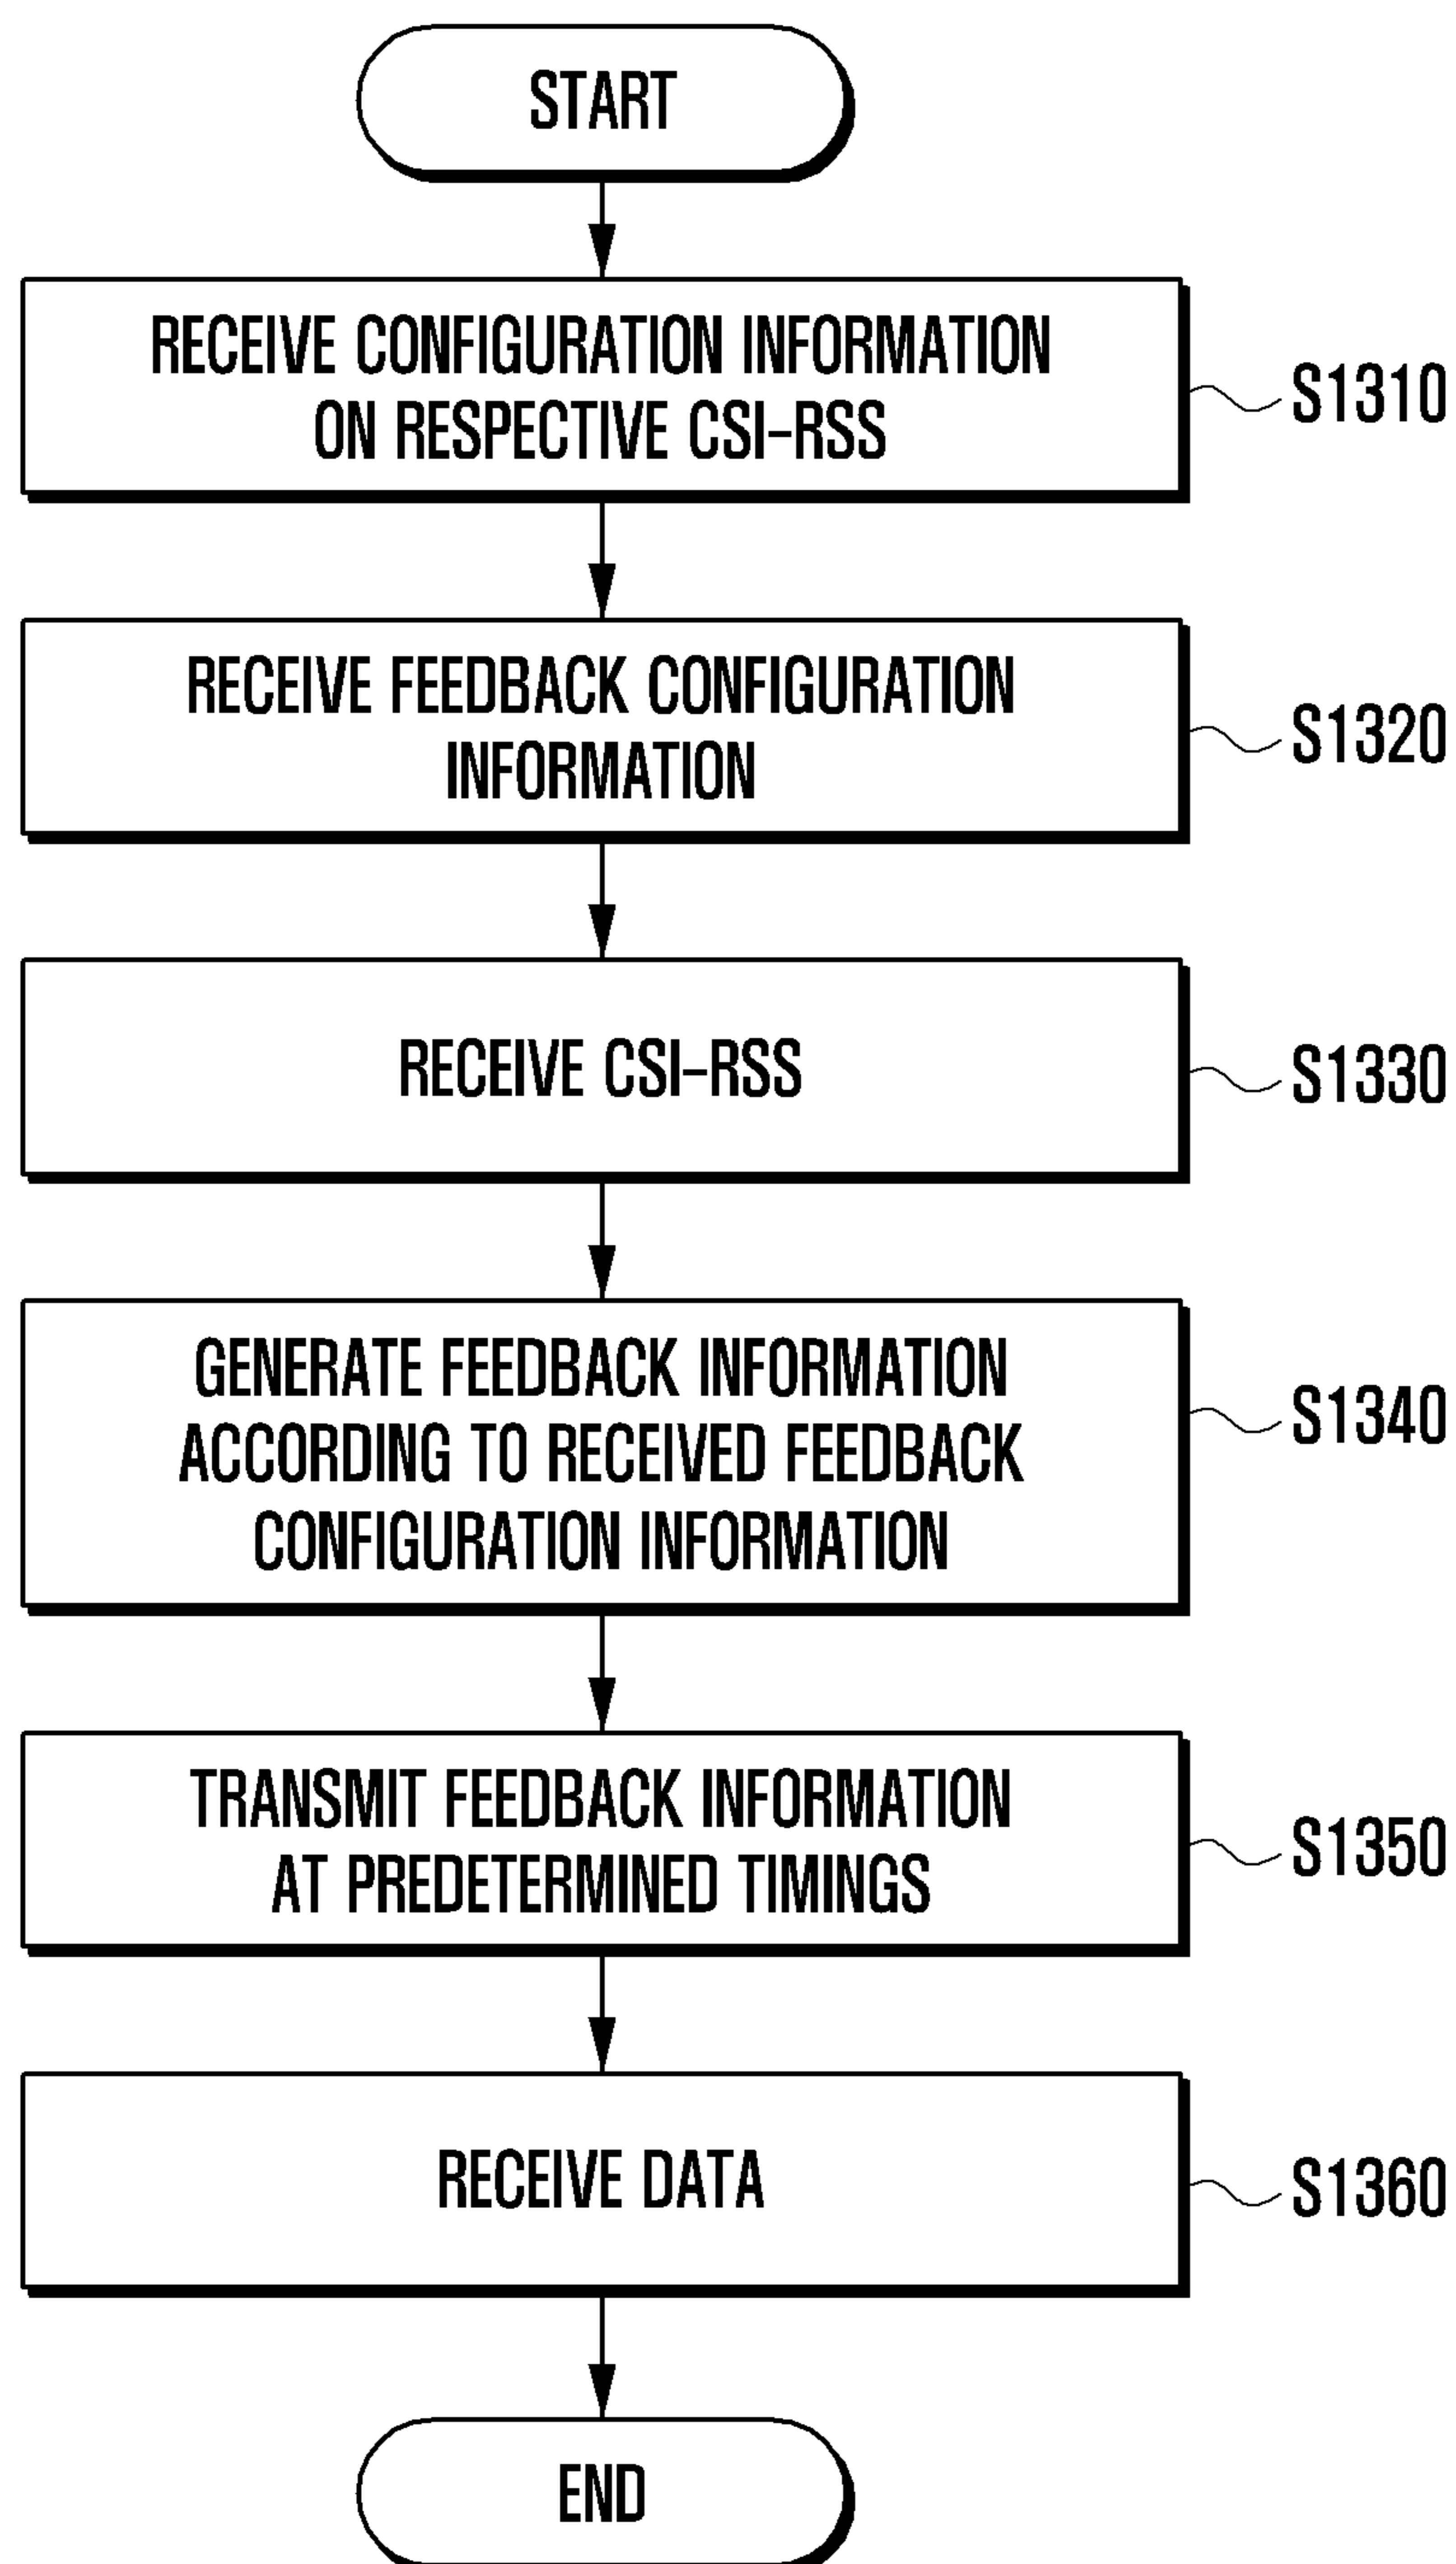 START
RECEIVE CONFIGURATION INFORMATION
ON RESPECTIVE CSI-RSS
S1310
RECEIVE FEEDBACK CONFIGURATION
INFORMATION
S1320
RECEIVE CSI-RSS
S1330
GENERATE FEEDBACK INFORMATION
ACCORDING TO RECEIVED FEEDBACK
CONFIGURATION INFORMATION
S1340
TRANSMIT FEEDBACK INFORMATION
AT PREDETERMINED TIMINGS
S1350
RECEIVE DATA
S1360
END